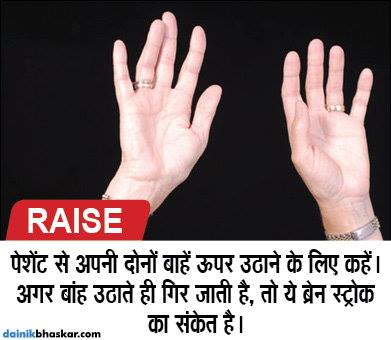 RAISE
पेशेंट से अपनी दोनों बाहें ऊपर उठाने के लिए कहें।
अगर बांह उठाते ही गिर जाती है, तो ये ब्रेन स्ट्रोक
का संकेत है।
dainikbhaskar.com